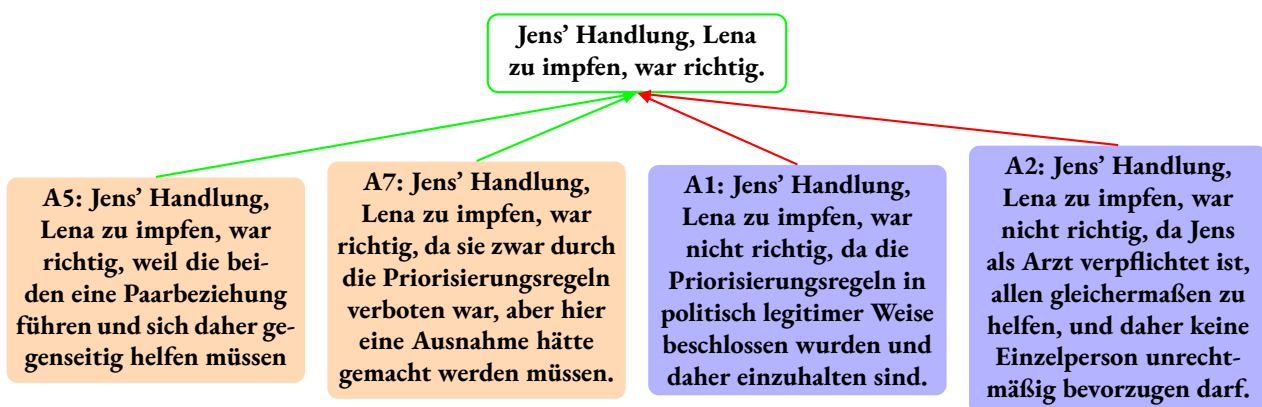 Jens’ Handlung, Lena
zu impfen, war richtig.
A5: Jens’ Handlung,
Lena zu impfen, war
richtig, weil die bei-
den eine Paarbeziehung
führen und sich daher ge-
genseitig helfen müssen
A7: Jens’ Handlung,
Lena zu impfen, war
richtig, da sie zwar durch
die Priorisierungsregeln
verboten war, aber hier
eine Ausnahme hätte
gemacht werden müssen.
A1: Jens’ Handlung,
Lena zu impfen, war
nicht richtig, da die
Priorisierungsregeln in
politisch legitimer Weise
beschlossen wurden und
daher einzuhalten sind.
A2: Jens’ Handlung,
Lena zu impfen, war
nicht richtig, da Jens
als Arzt verpflichtet ist,
allen gleichermaßen zu
helfen, und daher keine
Einzelperson unrecht-
mäßig bevorzugen darf.